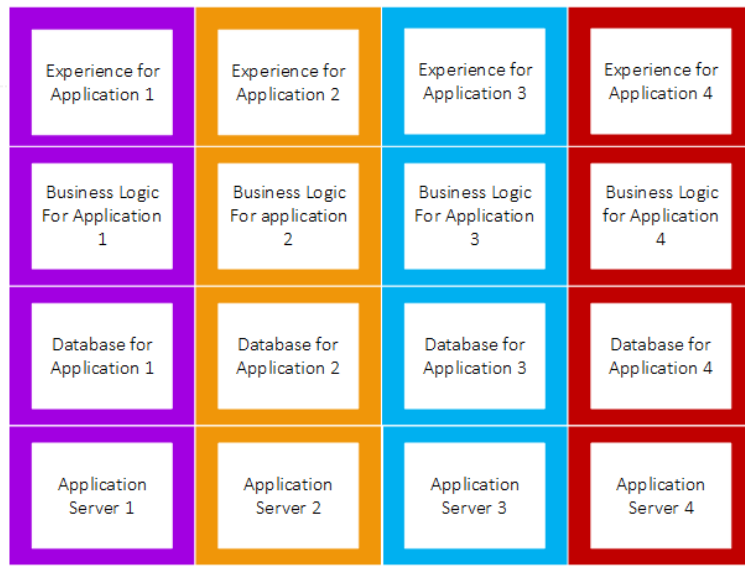 Experience for
Application 1
Experience for
Application 2
Experience for
Application 3
Experience for
Application 4
Business Logic
For Application
1
Business Logic
For application
2
Business Logic
For Application
3
Business Logic
for Application
4
Database for
Application 1
Database for
Application 2
Database for
Application 3
Database for
Application 4
Application
Server 1
Application
Server 2
Application
Server 3
Application
Server 4